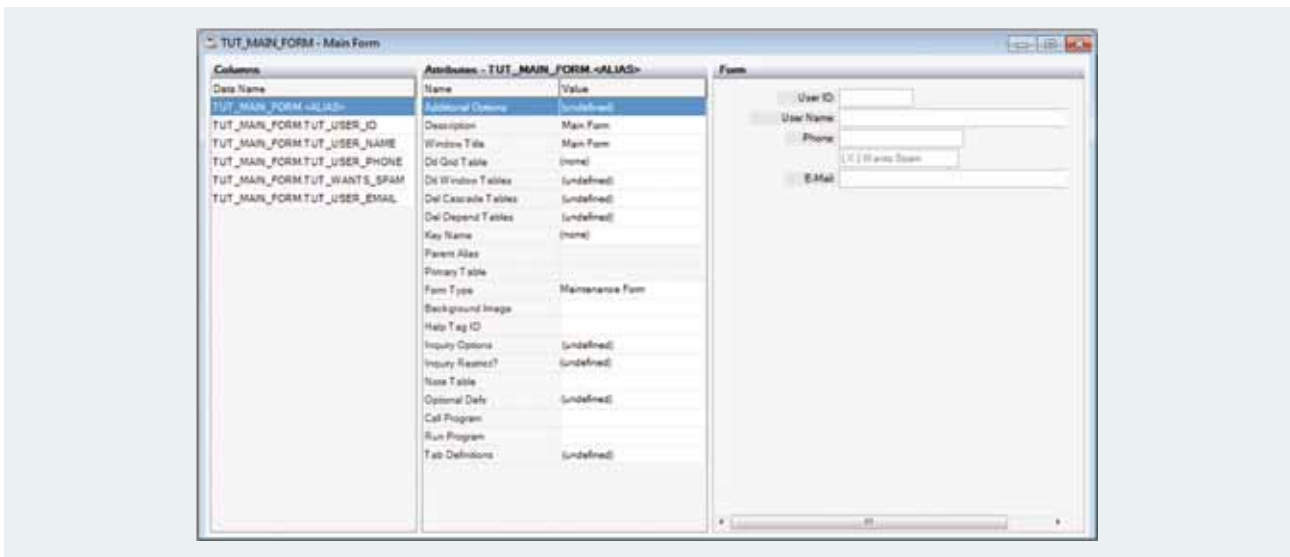 TUT_MAIN_FORM - Main Form
Columns
Data Name
TUT_MAIN_FORM.<ALIAS>
TUT_MAIN_FORM.TUT_USER_ID
TUT_MAIN_FORM.TUT_USER_NAME
TUT_MAIN_FORM.TUT_USER_PHONE
TUT_MAIN_FORM.TUT_WANTS_SPAM
TUT_MAIN_FORM.TUT_USER_EMAIL
Attributes - TUT_MAIN_FORM.<ALIAS>
Name Value
Additional Options (undefined)
Description Main Form
Window Title Main Form
Dtl Grid Table (none)
Dtl Window Tables (undefined)
Del Cascade Tables (undefined)
Del Depend Tables (undefined)
Key Name (none)
Parent Alias
Primary Table
Form Type Maintenance Form
Background Image
Help Tag ID
Inquiry Options (undefined)
Inquiry Restrict? (undefined)
Note Table
Optional Defs (undefined)
Call Program
Run Program
Tab Definitions (undefined)
Form
User ID:
User Name:
Phone:
[ X ] Wants Spam
E-Mail: